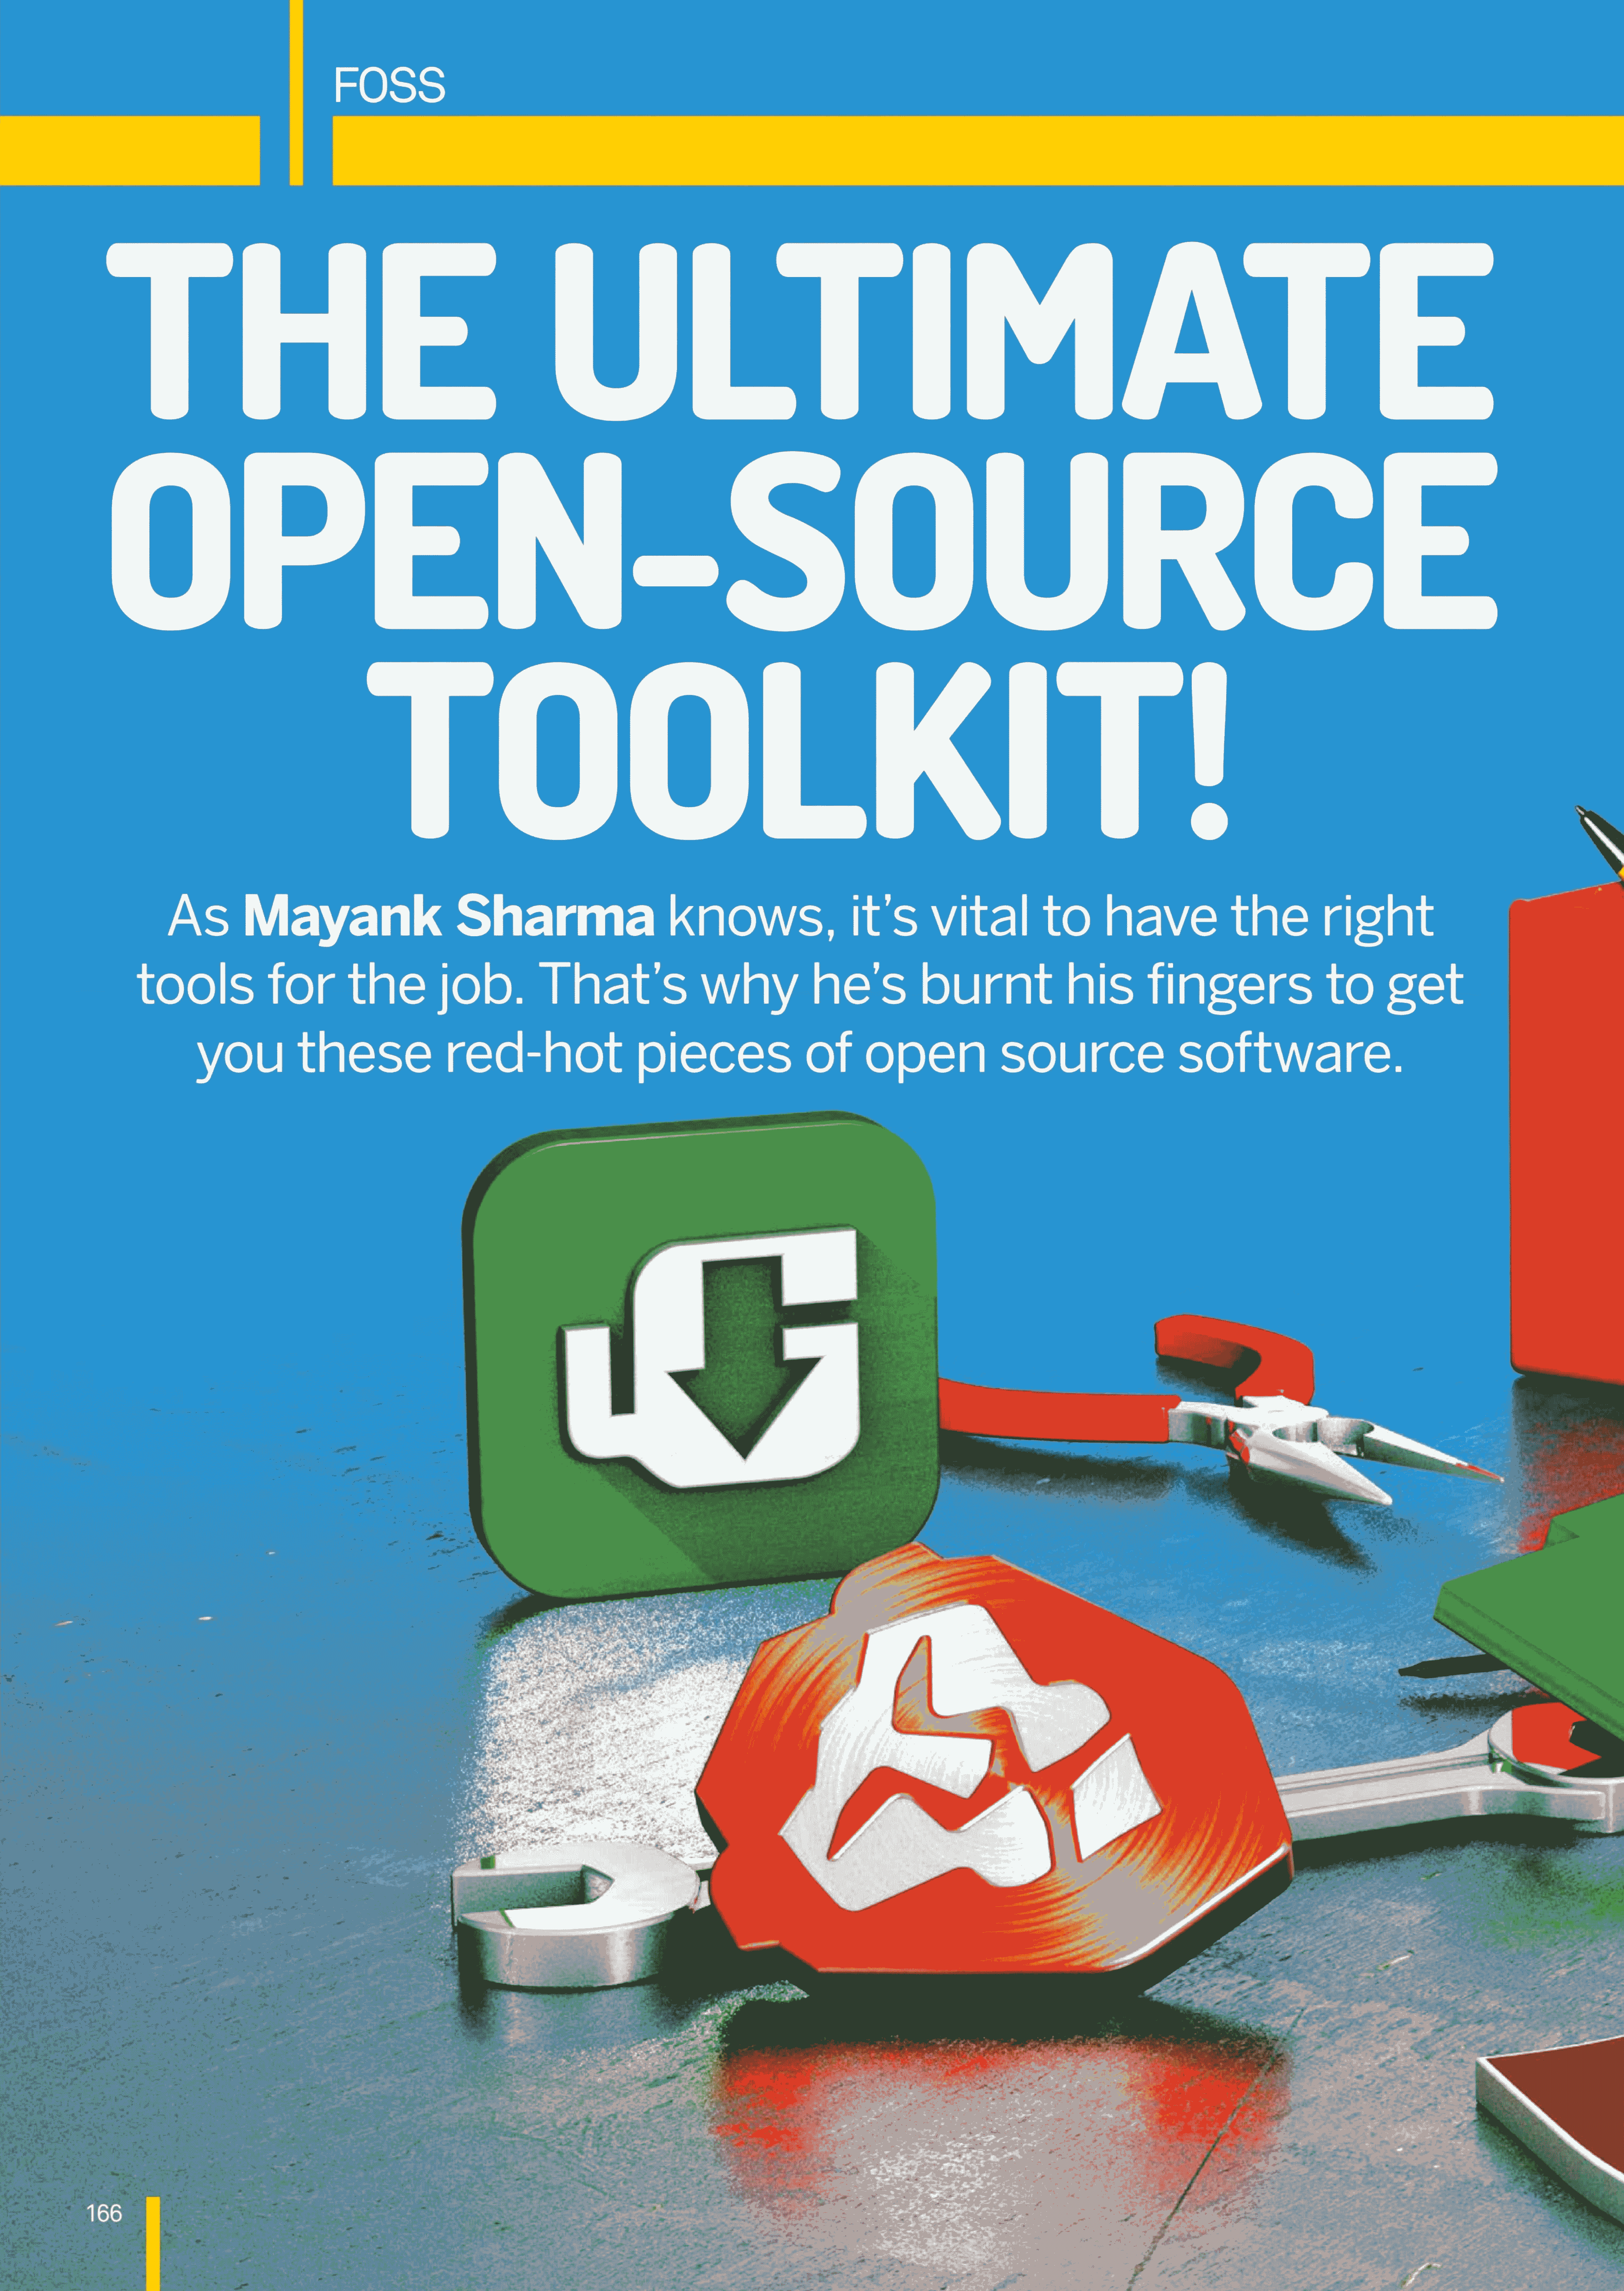 FOSS
THE ULTIMATE
OPEN-SOURCE
TOOLKIT!
As Mayank Sharma knows, it’s vital to have the right
tools for the job. That’s why he’s burnt his fingers to get
you these red-hot pieces of open source software.
166